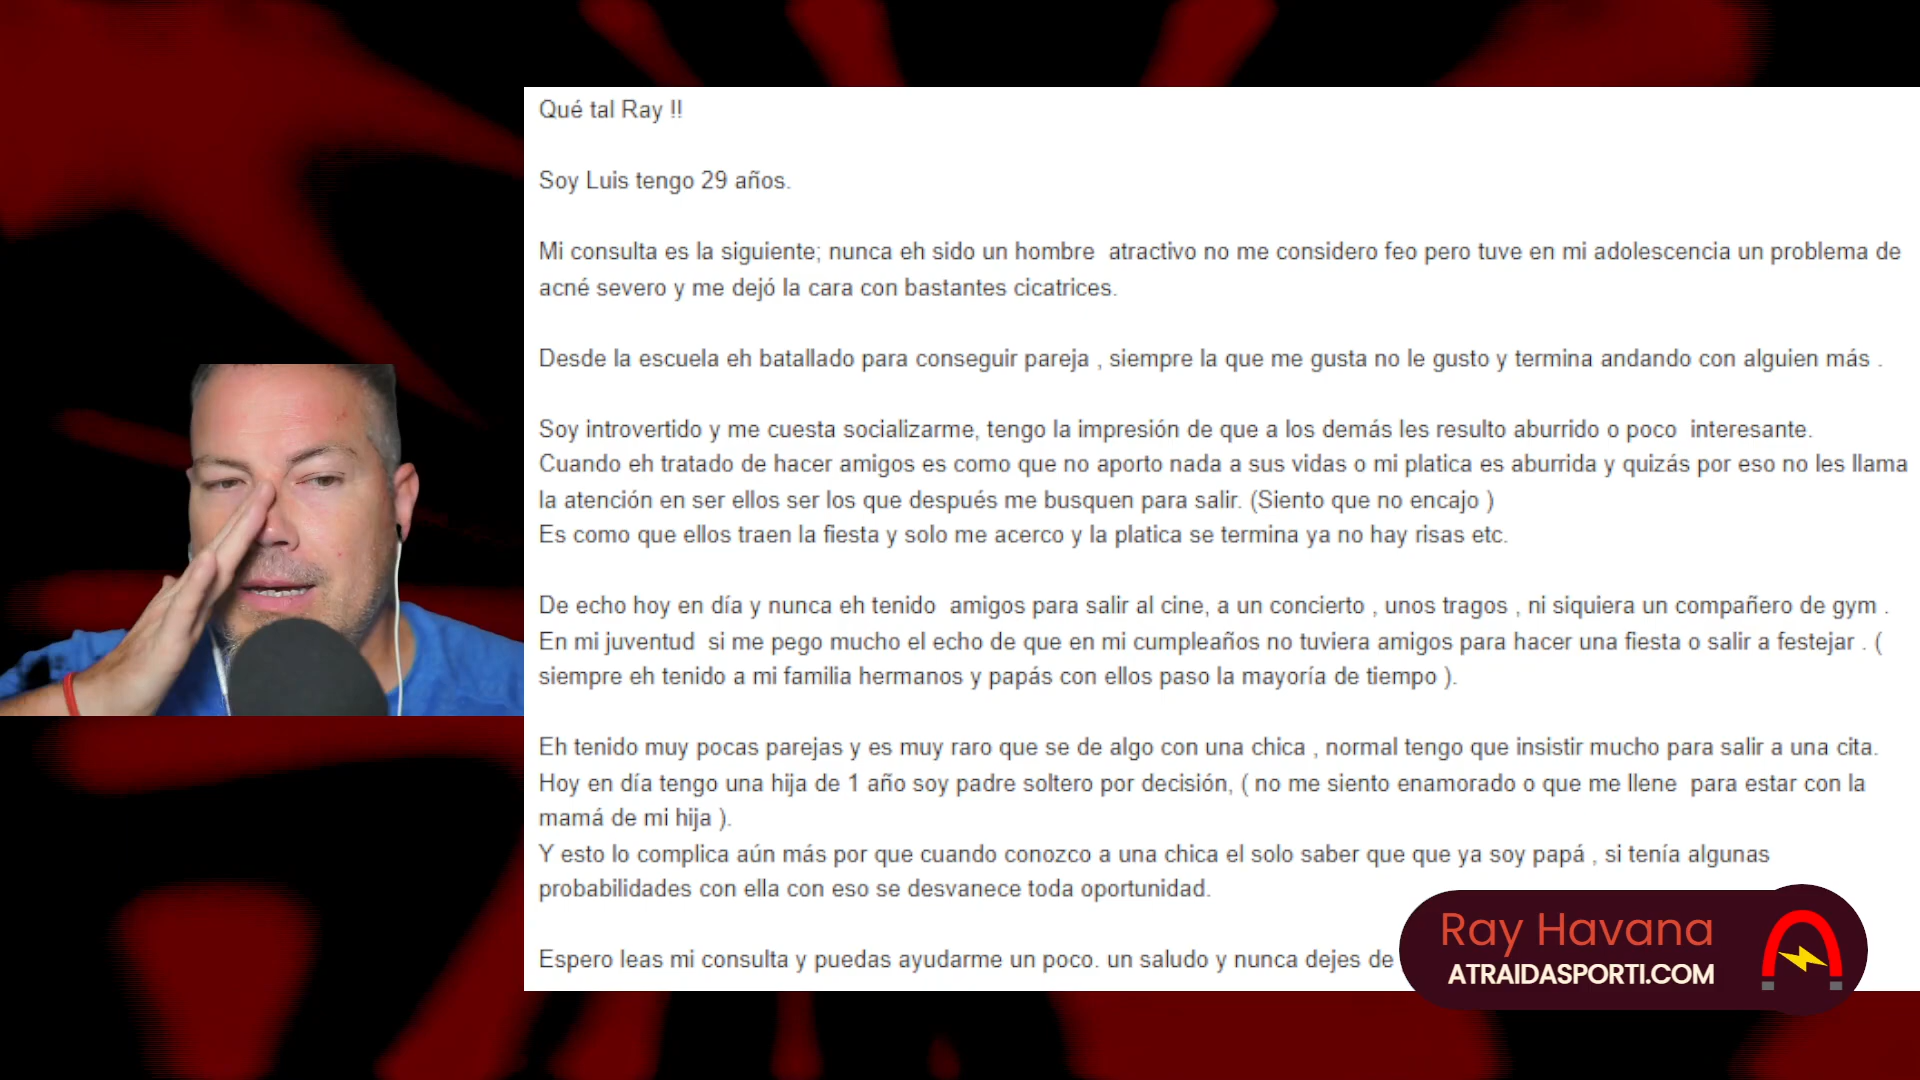 Qué tal Ray !!
Soy Luis tengo 29 años.
Mi consulta es la siguiente; nunca eh sido un hombre  atractivo no me considero feo pero tuve en mi adolescencia un problema de
acné severo y me dejó la cara con bastantes cicatrices.
Desde la escuela eh batallado para conseguir pareja , siempre la que me gusta no le gusto y termina andando con alguien más .
Soy introvertido y me cuesta socializarme, tengo la impresión de que a los demás les resulto aburrido o poco  interesante.
Cuando eh tratado de hacer amigos es como que no aporto nada a sus vidas o mi platica es aburrida y quizás por eso no les llama
la atención en ser ellos ser los que después me busquen para salir. (Siento que no encajo )
Es como que ellos traen la fiesta y solo me acerco y la platica se termina ya no hay risas etc.
De echo hoy en día y nunca eh tenido  amigos para salir al cine, a un concierto , unos tragos , ni siquiera un compañero de gym .
En mi juventud  si me pego mucho el echo de que en mi cumpleaños no tuviera amigos para hacer una fiesta o salir a festejar . (
siempre eh tenido a mi familia hermanos y papás con ellos paso la mayoría de tiempo ).
Eh tenido muy pocas parejas y es muy raro que se de algo con una chica , normal tengo que insistir mucho para salir a una cita.
Hoy en día tengo una hija de 1 año soy padre soltero por decisión, ( no me siento enamorado o que me llene  para estar con la
mamá de mi hija ).
Y esto lo complica aún más por que cuando conozco a una chica el solo saber que que ya soy papá , si tenía algunas
probabilidades con ella con eso se desvanece toda oportunidad.
Espero leas mi consulta y puedas ayudarme un poco. un saludo y nunca dejes de
Ray Havana
ATRAIDASPORTI.COM